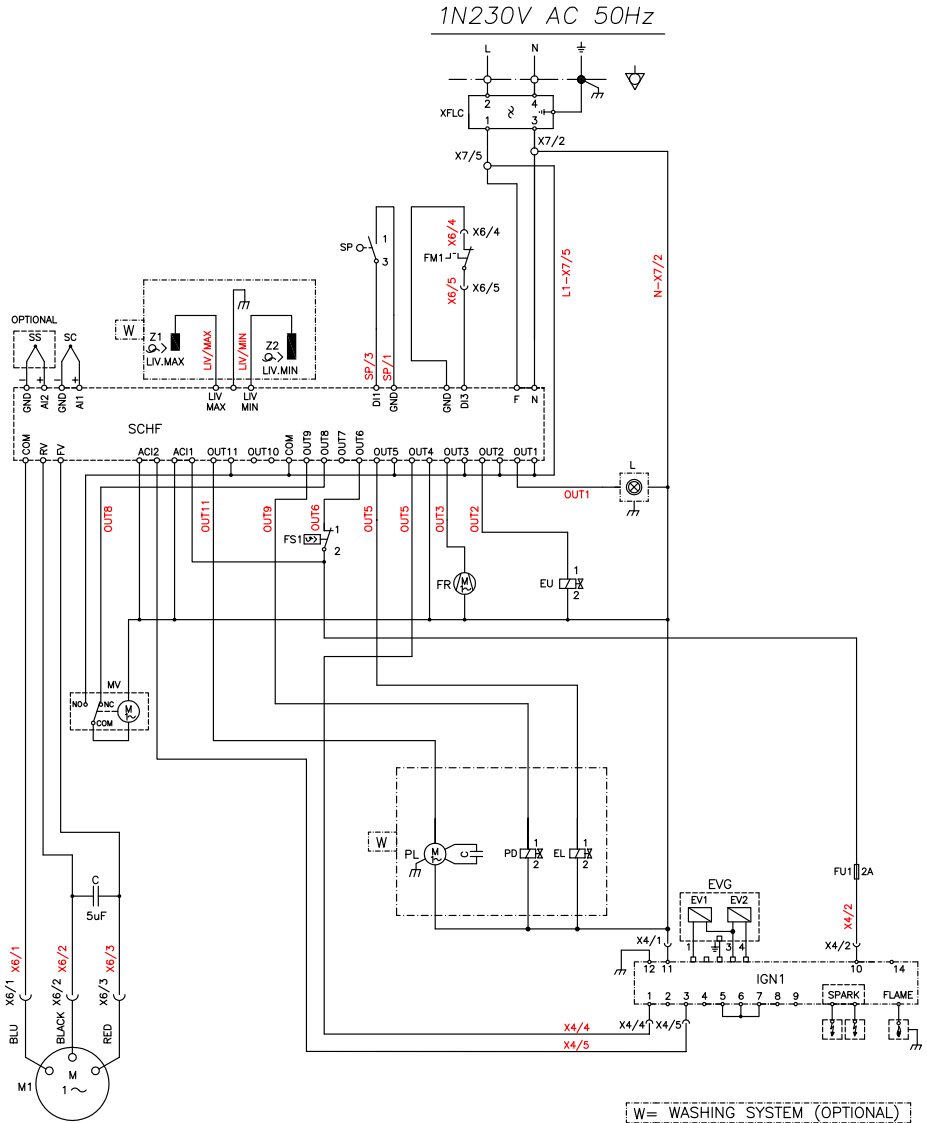 1N230V AC 50Hz
L N
2 4
XFLC
1 3
X7/5 X7/2
L1-X7/5
N-X7/2
SP
1
3
SP/3
SP/1
FM1
X6/4 X6/4
X6/5 X6/5
OPTIONAL
SS SC
W
Z1
LIV.MAX
LIV/MAX
LIV/MIN
Z2
LIV.MIN
- + - +
GND AI2 GND AI1
LIV MAX
LIV MIN
DI1 GND GND DI3 F N
SCHF
COM RV FV ACI2 ACI1 OUT11 OUT10 COM OUT9 OUT8 OUT7 OUT6 OUT5 OUT4 OUT3 OUT2 OUT1
OUT8 OUT11 OUT9 OUT6 OUT5 OUT5 OUT3 OUT2 OUT1
L
FS1
1
2
FR
M
EU
1
2
MV
NO NC
COM
M
W
PL
M
C
PD
1
2
EL
1
2
C
5uF
FU1 2A
X4/2
EVG
EV1 EV2
1 3 4
X4/1 X4/2
12 11 10 14
IGN1
1 2 3 4 5 6 7 8 9
SPARK FLAME
X4/4 X4/5
X4/4
X4/5
X6/1 X6/1
X6/2 X6/2
X6/3 X6/3
BLU BLACK RED
M1
M
1
W= WASHING SYSTEM (OPTIONAL)